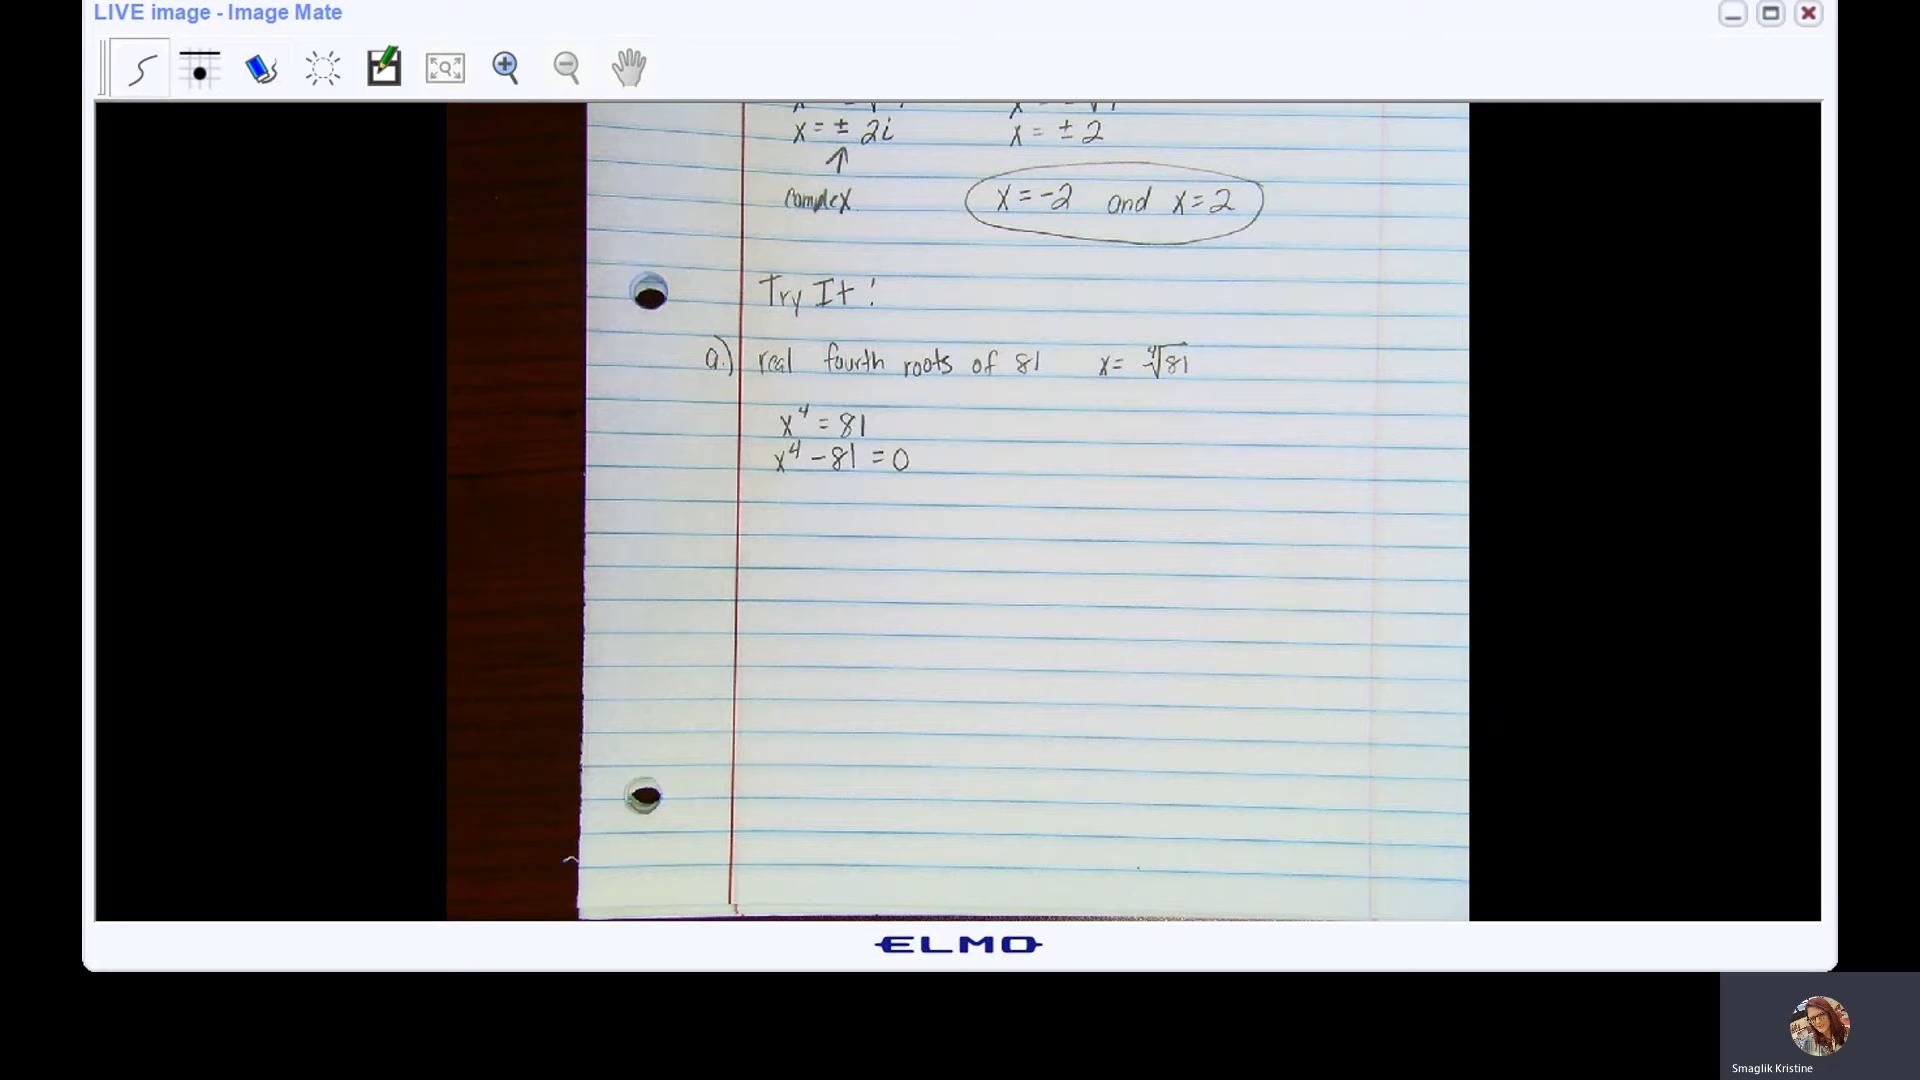 LIVE image - Image Mate
x = ± 2i x = ± 2
complex x = -2 and x = 2
Try It!
a.) real fourth roots of 81 x = ∜81
x⁴ = 81
x⁴ - 81 = 0
ELMO
Smaglik Kristine